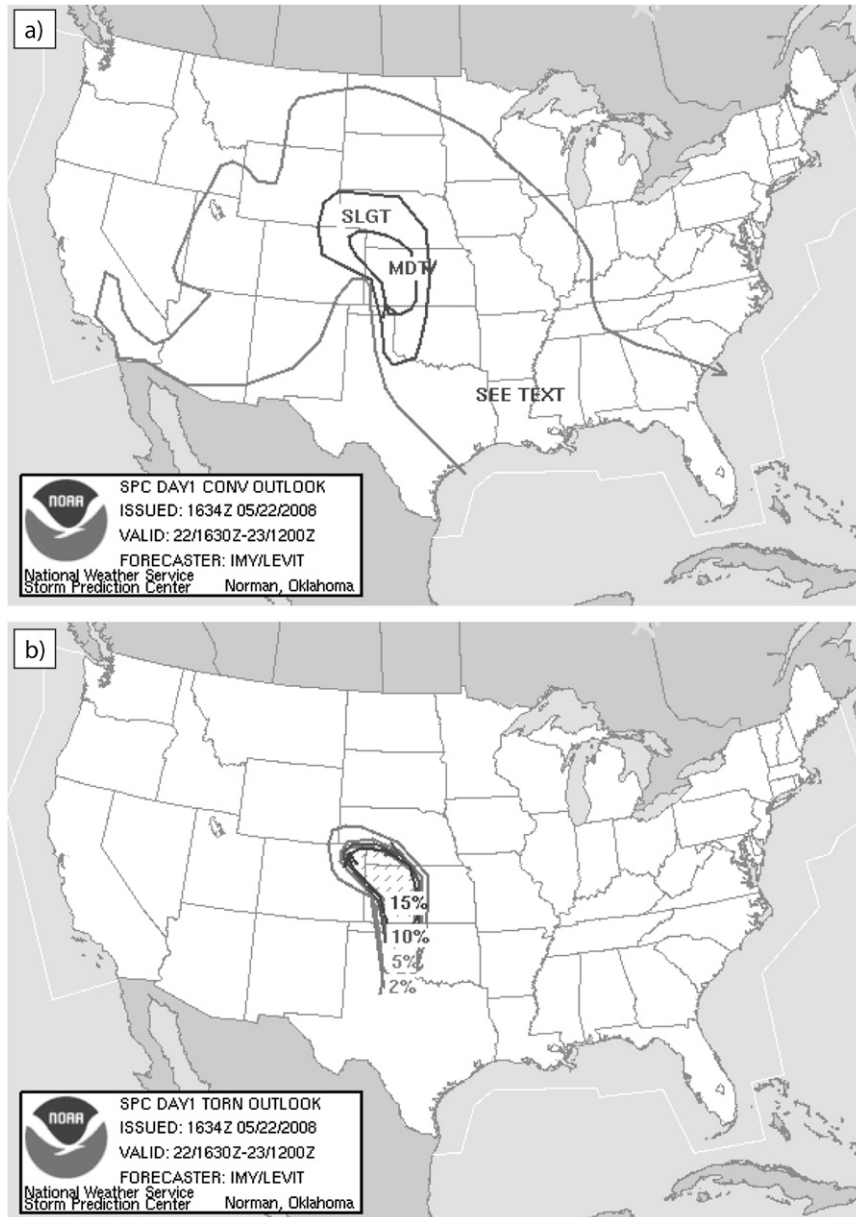 a)
SLGT
MDT
SEE TEXT
NOAA
SPC DAY1 CONV OUTLOOK
ISSUED: 1634Z 05/22/2008
VALID: 22/1630Z-23/1200Z
FORECASTER: IMY/LEVIT
National Weather Service
Storm Prediction Center Norman, Oklahoma
b)
15%
10%
5%
2%
NOAA
SPC DAY1 TORN OUTLOOK
ISSUED: 1634Z 05/22/2008
VALID: 22/1630Z-23/1200Z
FORECASTER: IMY/LEVIT
National Weather Service
Storm Prediction Center Norman, Oklahoma